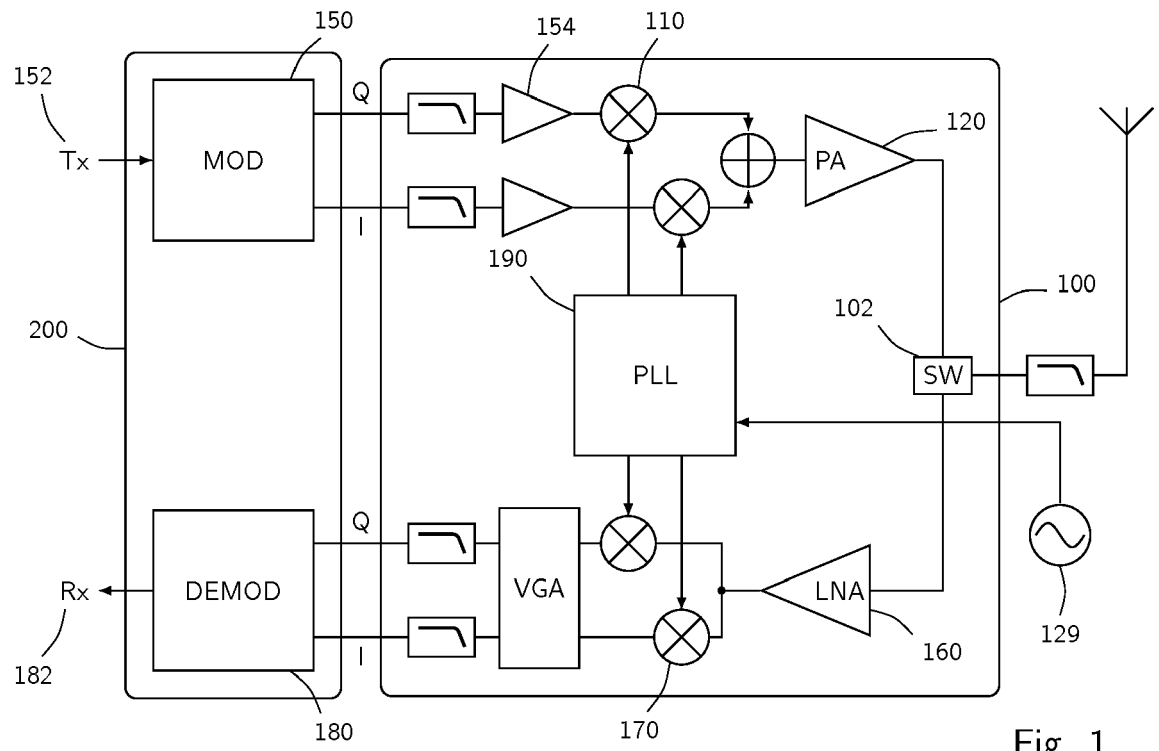 150
154
110
152
Q
120
Tx
MOD
PA
I
190
100
102
200
PLL
SW
Q
Rx
DEMOD
VGA
LNA
129
I
160
182
180
170
Fig. 1